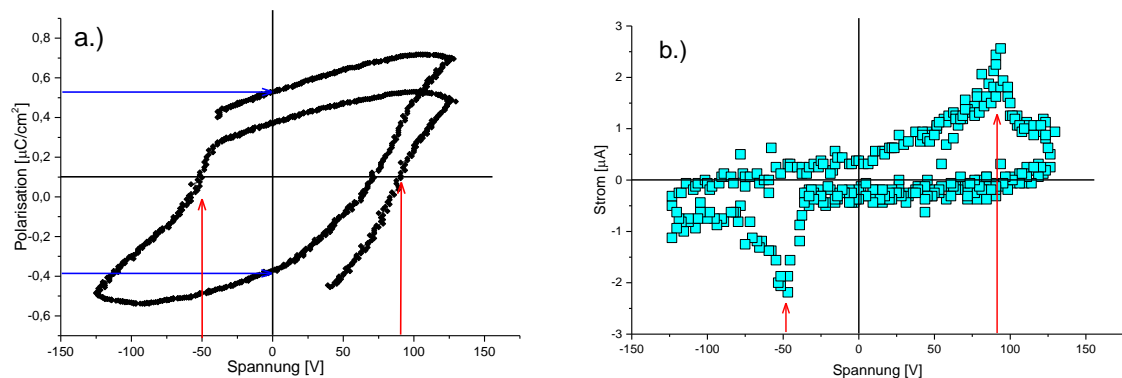 a.)
0,8
0,6
0,4
0,2
0,0
-0,2
-0,4
-0,6
Polarisation [µC/cm²]
-150 -100 -50 0 50 100 150
Spannung [V]
b.)
3
2
1
0
-1
-2
-3
Strom [µA]
-150 -100 -50 0 50 100 150
Spannung [V]